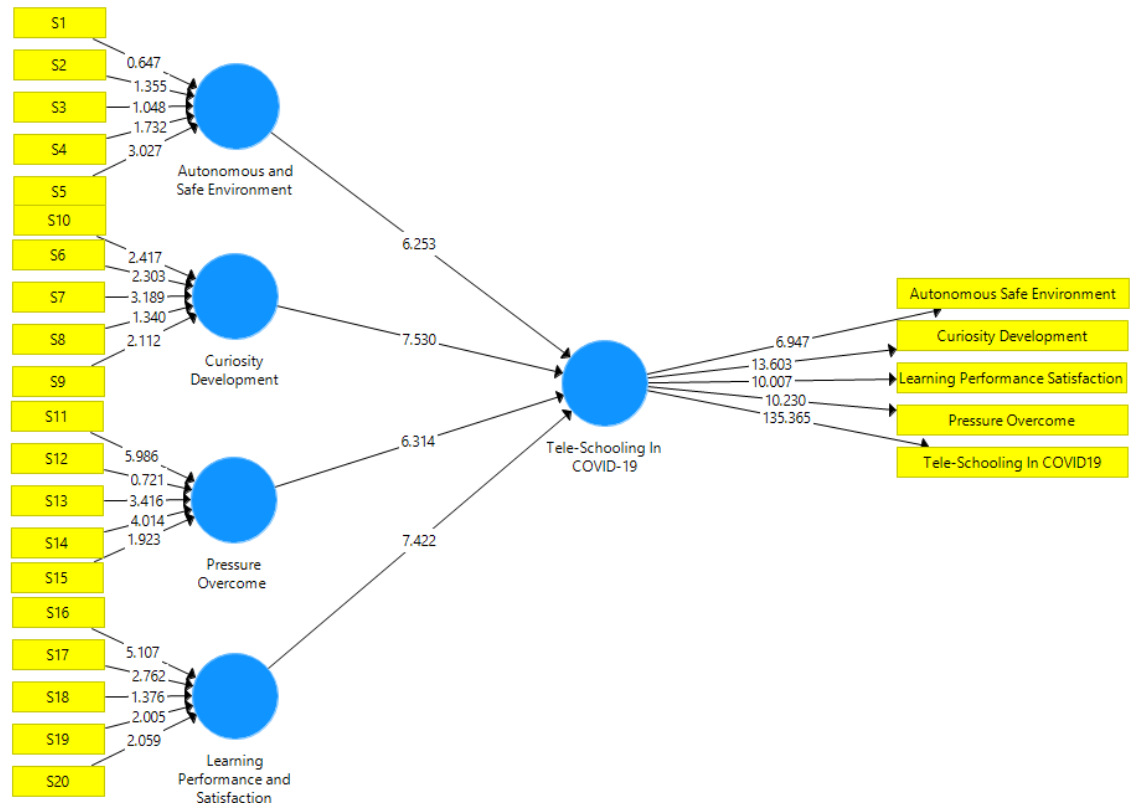 S1
S2
S3
S4
S5
0.647
1.355
1.048
1.732
3.027
Autonomous and
Safe Environment
S10
S6
S7
S8
S9
2.417
2.303
3.189
1.340
2.112
Curiosity
Development
S11
S12
S13
S14
S15
5.986
0.721
3.416
4.014
1.923
Pressure
Overcome
S16
S17
S18
S19
S20
5.107
2.762
1.376
2.005
2.059
Learning
Performance and
Satisfaction
6.253
7.530
6.314
7.422
Tele-Schooling In
COVID-19
6.947
13.603
10.007
10.230
135.365
Autonomous Safe Environment
Curiosity Development
Learning Performance Satisfaction
Pressure Overcome
Tele-Schooling In COVID19